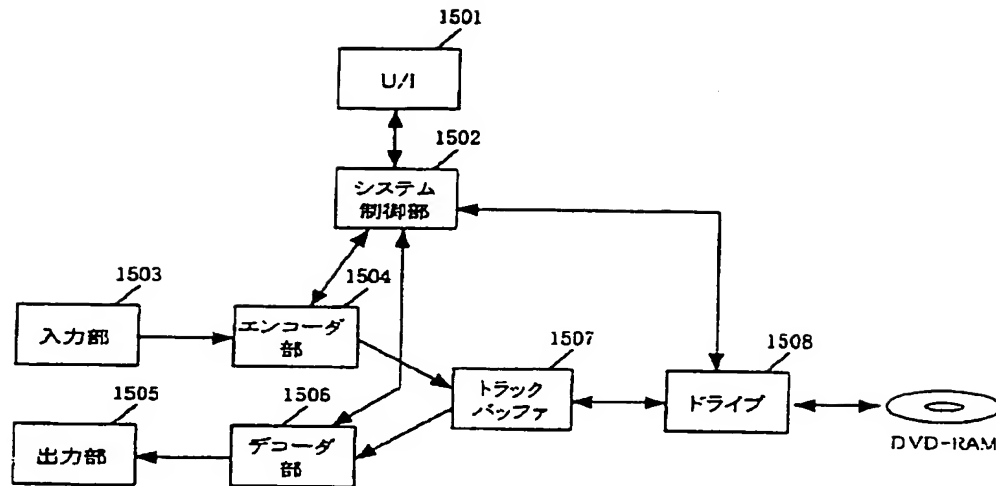 1501
U/I
1502
システム
制御部
1503
入力部
1504
エンコーダ
部
1505
出力部
1506
デコーダ
部
1507
トラック
バッファ
1508
ドライブ
DVD-RAM